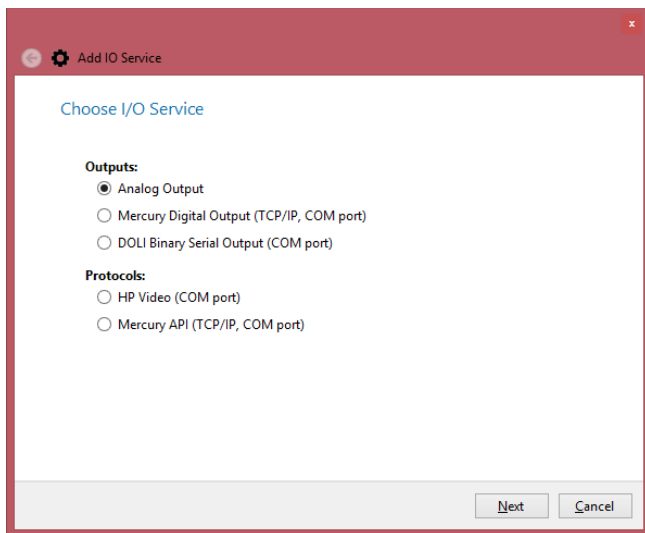 x
Add IO Service
Choose I/O Service
Outputs:
Analog Output
Mercury Digital Output (TCP/IP, COM port)
DOLI Binary Serial Output (COM port)
Protocols:
HP Video (COM port)
Mercury API (TCP/IP, COM port)
Next Cancel